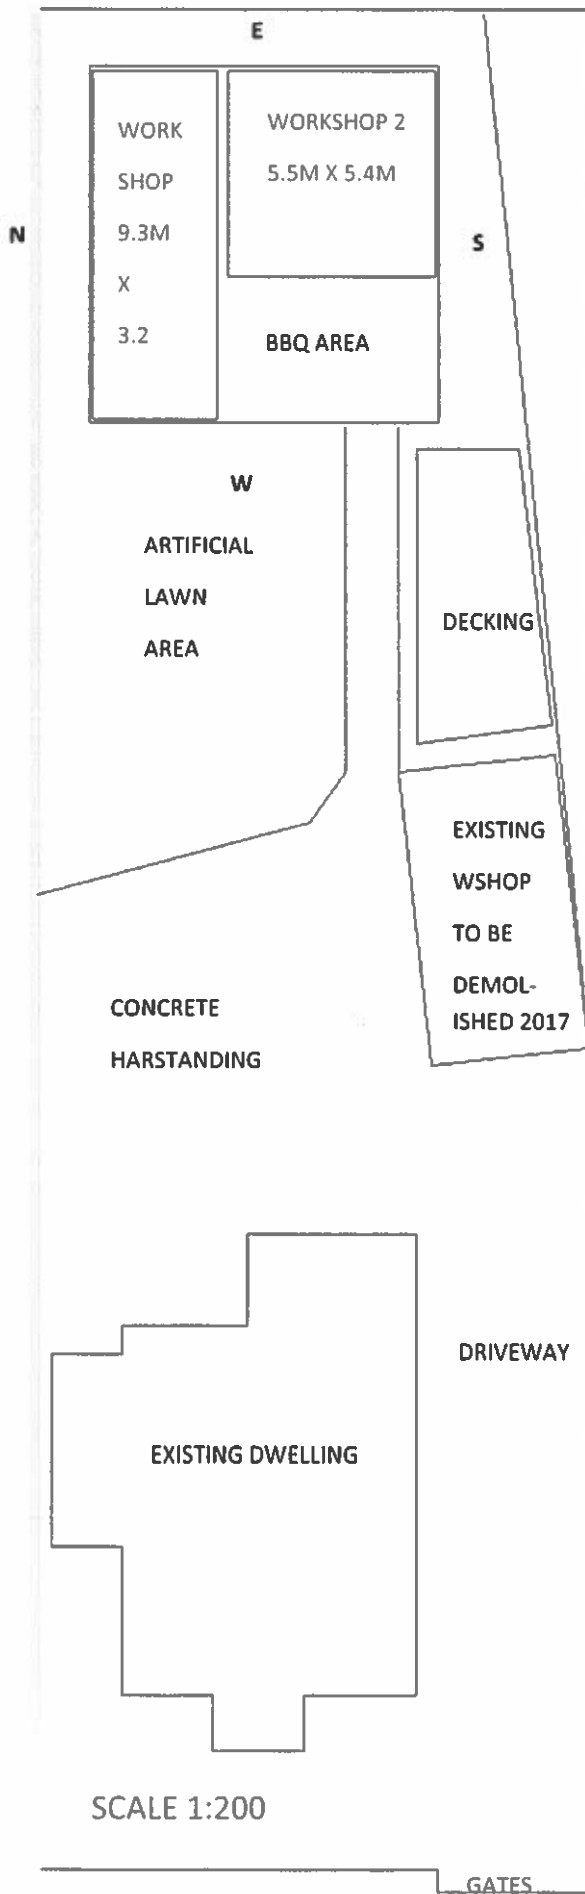 E
WORK
SHOP
9.3M
X
3.2
WORKSHOP 2
5.5M X 5.4M
N
S
BBQ AREA
W
ARTIFICIAL
LAWN
AREA
DECKING
EXISTING
WSHOP
TO BE
DEMOL-
ISHED 2017
CONCRETE
HARSTANDING
DRIVEWAY
EXISTING DWELLING
SCALE 1:200
GATES